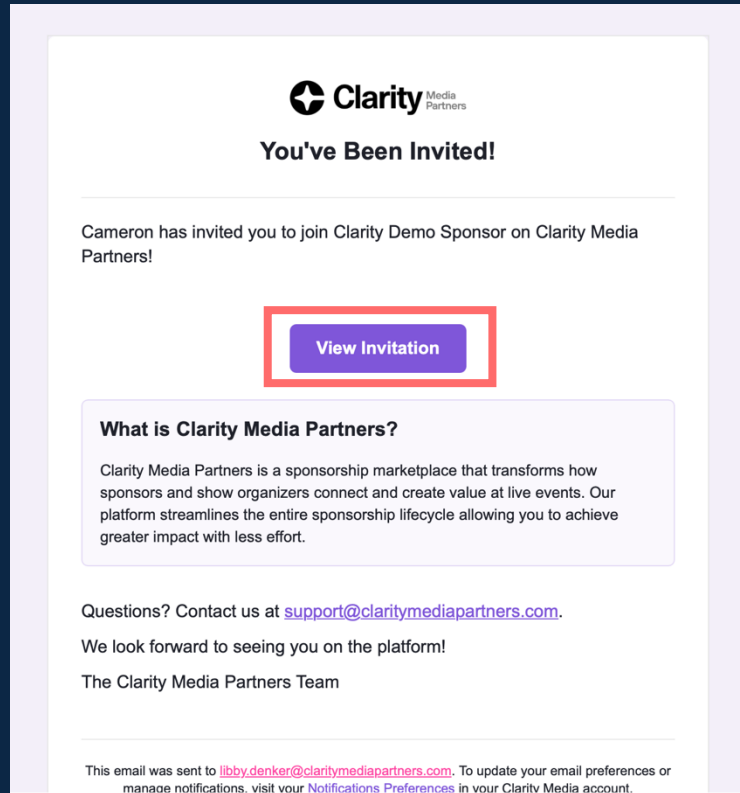 Clarity Media Partners
You've Been Invited!
Cameron has invited you to join Clarity Demo Sponsor on Clarity Media
Partners!
View Invitation
What is Clarity Media Partners?
Clarity Media Partners is a sponsorship marketplace that transforms how
sponsors and show organizers connect and create value at live events. Our
platform streamlines the entire sponsorship lifecycle allowing you to achieve
greater impact with less effort.
Questions? Contact us at support@claritymediapartners.com.
We look forward to seeing you on the platform!
The Clarity Media Partners Team
This email was sent to libby.denker@claritymediapartners.com. To update your email preferences or
manage notifications, visit your Notifications Preferences in your Clarity Media account.